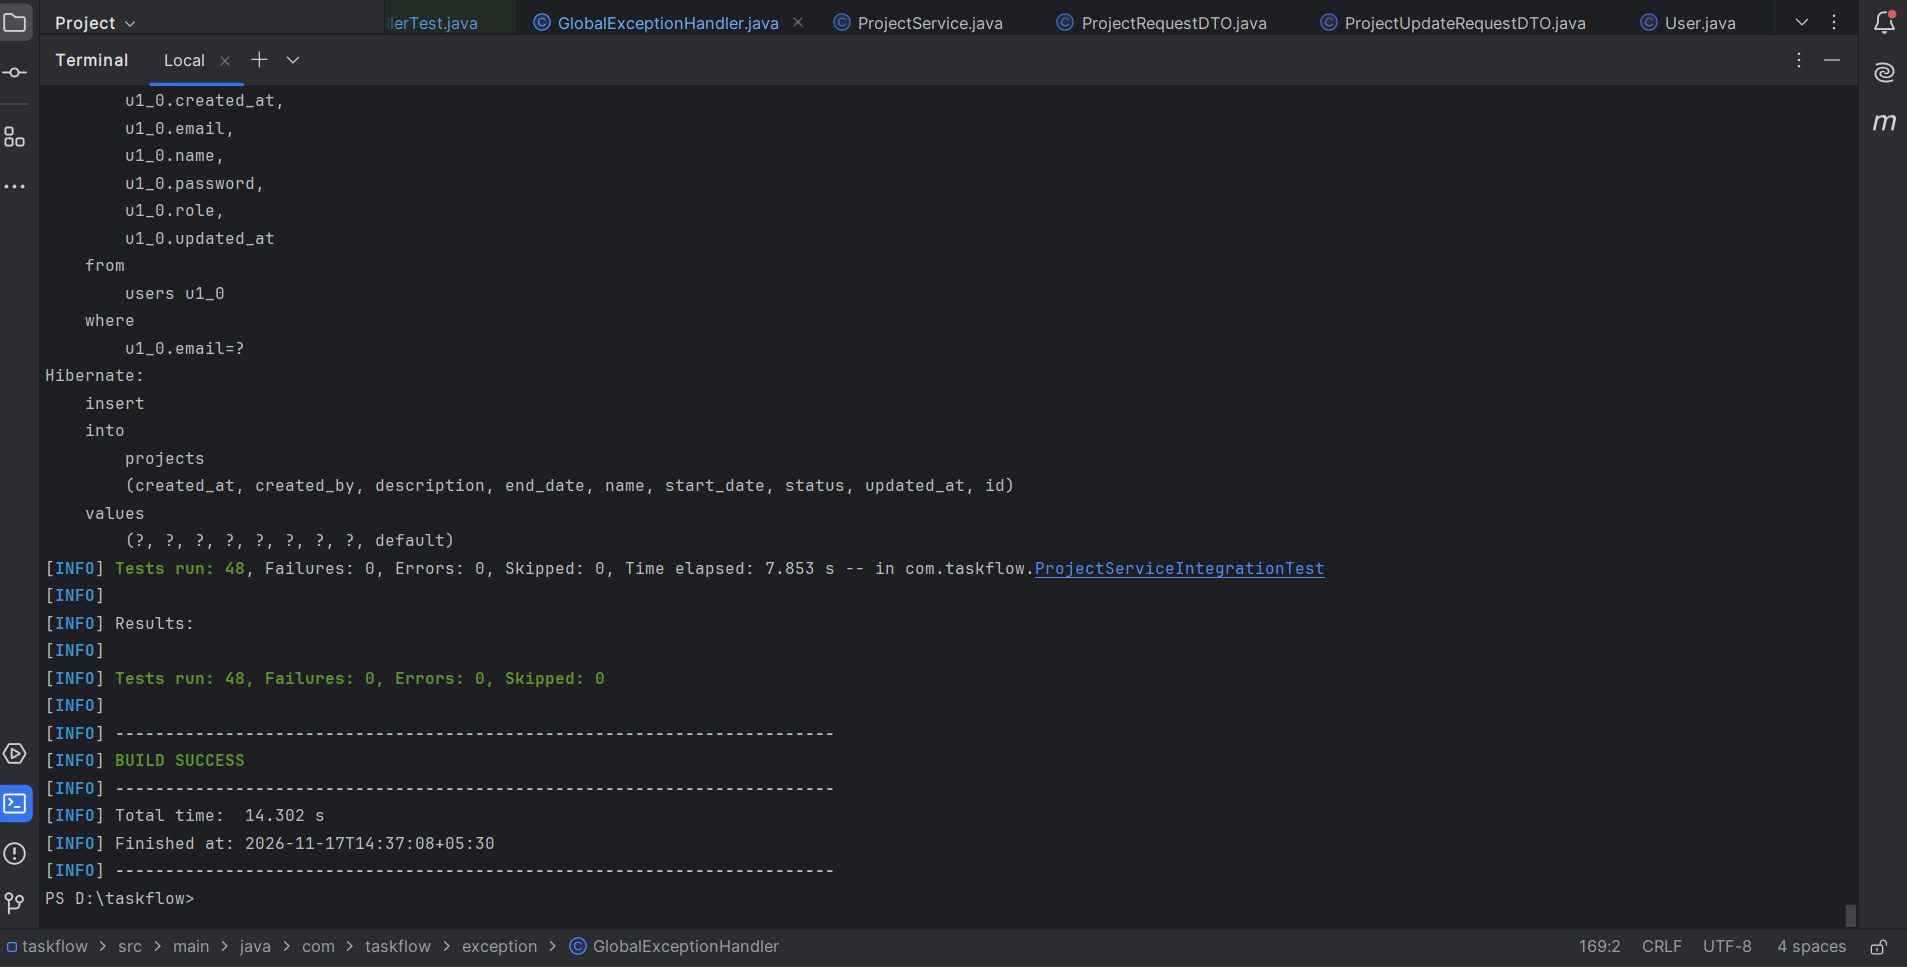 Project
lerTest.java GlobalExceptionHandler.java ProjectService.java ProjectRequestDTO.java ProjectUpdateRequestDTO.java User.java
Terminal Local
u1_0.created_at,
u1_0.email,
u1_0.name,
u1_0.password,
u1_0.role,
u1_0.updated_at
from
users u1_0
where
u1_0.email=?
Hibernate:
insert
into
projects
(created_at, created_by, description, end_date, name, start_date, status, updated_at, id)
values
(?, ?, ?, ?, ?, ?, ?, ?, default)
[INFO] Tests run: 48, Failures: 0, Errors: 0, Skipped: 0, Time elapsed: 7.853 s -- in com.taskflow.ProjectServiceIntegrationTest
[INFO]
[INFO] Results:
[INFO]
[INFO] Tests run: 48, Failures: 0, Errors: 0, Skipped: 0
[INFO]
[INFO] ------------------------------------------------------------------------
[INFO] BUILD SUCCESS
[INFO] ------------------------------------------------------------------------
[INFO] Total time:  14.302 s
[INFO] Finished at: 2026-11-17T14:37:08+05:30
[INFO] ------------------------------------------------------------------------
PS D:\taskflow>
taskflow > src > main > java > com > taskflow > exception > GlobalExceptionHandler 169:2 CRLF UTF-8 4 spaces